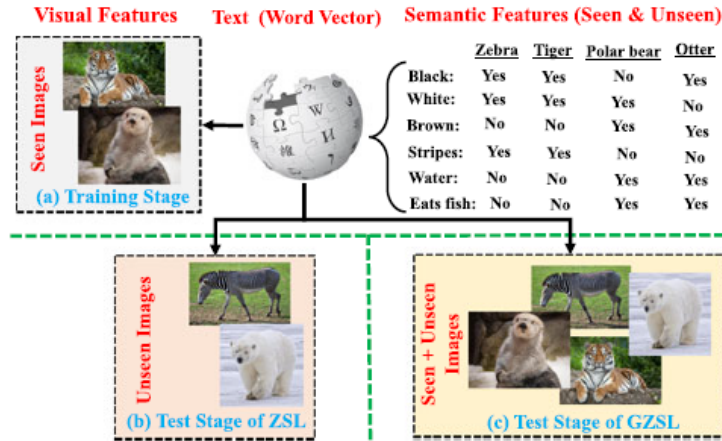 Visual Features
Text (Word Vector)
Semantic Features (Seen & Unseen)
Zebra Tiger Polar bear Otter
Black: Yes Yes No Yes
White: Yes Yes Yes No
Brown: No No Yes Yes
Stripes: Yes Yes No No
Water: No No Yes Yes
Eats fish: No No Yes Yes
Seen Images
(a) Training Stage
Ω W
И
Unseen Images
(b) Test Stage of ZSL
Seen + Unseen
Images
(c) Test Stage of GZSL